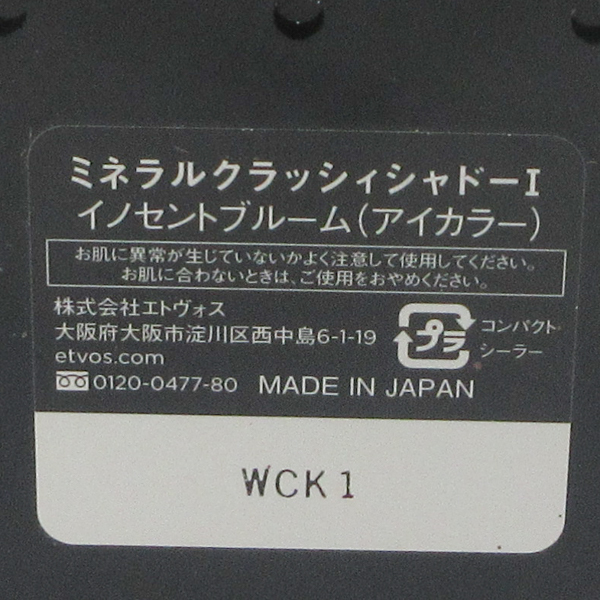 ミネラルクラッシィシャドーI
イノセントブルーム(アイカラー)
お肌に異常が生じていないかよく注意して使用してください。
お肌に合わないときは、ご使用をおやめください。
株式会社エトヴォス
大阪府大阪市淀川区西中島6-1-19
etvos.com
0120-0477-80 MADE IN JAPAN
プラ
コンパクト
シーラー
WCK1